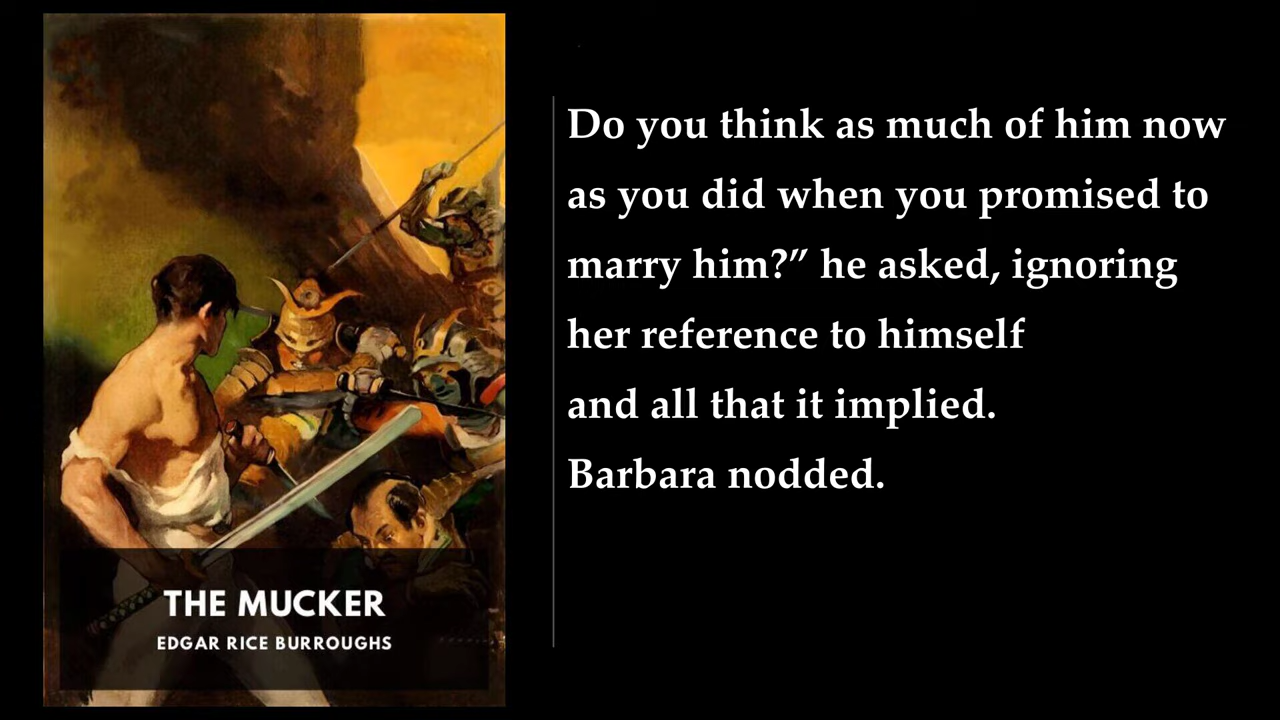 THE MUCKER
EDGAR RICE BURROUGHS
Do you think as much of him now
as you did when you promised to
marry him?” he asked, ignoring
her reference to himself
and all that it implied.
Barbara nodded.